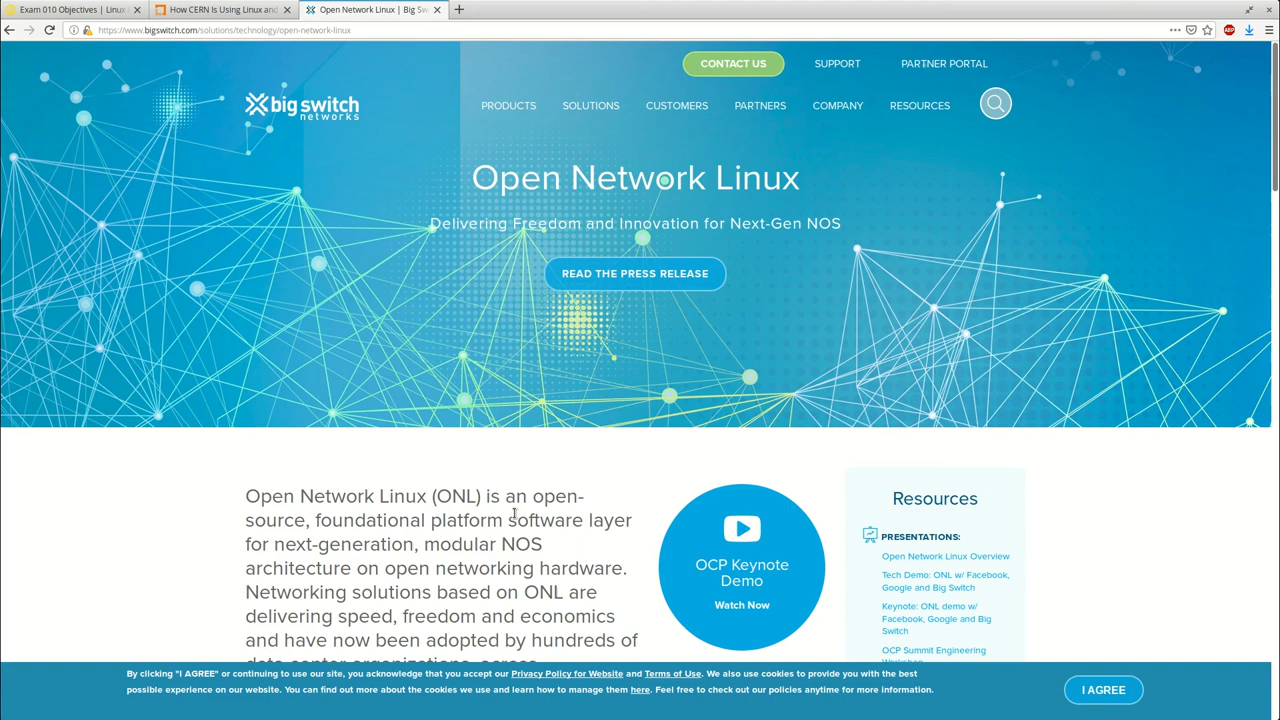 Exam 010 Objectives | Linux
How CERN Is Using Linux and
Open Network Linux | Big Sw
https://www.bigswitch.com/solutions/technology/open-network-linux
ABP
CONTACT US
SUPPORT
PARTNER PORTAL
big switch
networks
PRODUCTS
SOLUTIONS
CUSTOMERS
PARTNERS
COMPANY
RESOURCES
Open Network Linux
Delivering Freedom and Innovation for Next-Gen NOS
READ THE PRESS RELEASE
Open Network Linux (ONL) is an open-
source, foundational platform software layer
for next-generation, modular NOS
architecture on open networking hardware.
Networking solutions based on ONL are
delivering speed, freedom and economics
and have now been adopted by hundreds of
OCP Keynote
Demo
Watch Now
Resources
PRESENTATIONS:
Open Network Linux Overview
Tech Demo: ONL w/ Facebook,
Google and Big Switch
Keynote: ONL demo w/
Facebook, Google and Big
Switch
OCP Summit Engineering
By clicking "I AGREE" or continuing to use our site, you acknowledge that you accept our Privacy Policy for Website and Terms of Use. We also use cookies to provide you with the best
possible experience on our website. You can find out more about the cookies we use and learn how to manage them here. Feel free to check out our policies anytime for more information.
I AGREE